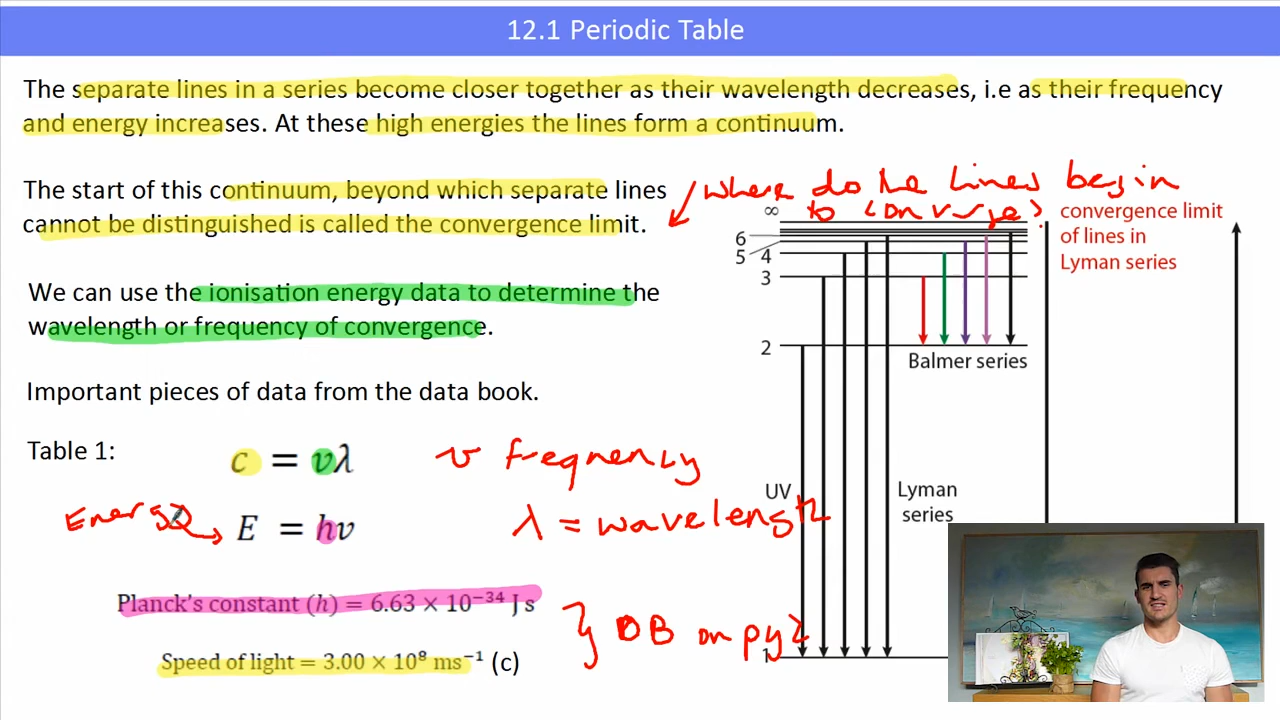 12.1 Periodic Table
The separate lines in a series become closer together as their wavelength decreases, i.e as their frequency
and energy increases. At these high energies the lines form a continuum.
The start of this continuum, beyond which separate lines
cannot be distinguished is called the convergence limit.
where do the lines begin
to converge?
We can use the ionisation energy data to determine the
wavelength or frequency of convergence.
Important pieces of data from the data book.
Table 1:
c = νλ
ν frequency
λ = wavelength
Energy
E = hν
Planck's constant (h) = 6.63 × 10⁻³⁴ J s
Speed of light = 3.00 × 10⁸ ms⁻¹ (c)
DB on pg 2
∞
6
5 4
3
2
1
convergence limit
of lines in
Lyman series
Balmer series
UV
Lyman
series